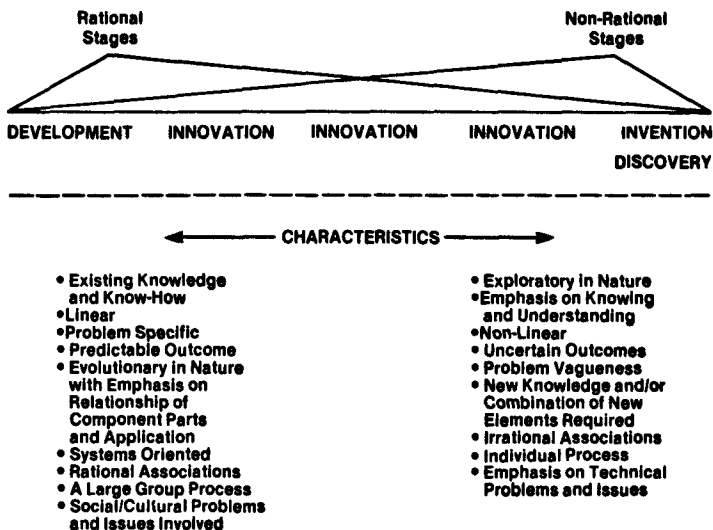 Rational
Stages
Non-Rational
Stages
DEVELOPMENT INNOVATION INNOVATION INNOVATION INVENTION
DISCOVERY
CHARACTERISTICS
• Existing Knowledge
and Know-How
•Linear
•Problem Specific
• Predictable Outcome
• Evolutionary in Nature
with Emphasis on
Relationship of
Component Parts
and Application
• Systems Oriented
• Rational Associations
• A Large Group Process
• Social/Cultural Problems
and Issues Involved
• Exploratory in Nature
•Emphasis on Knowing
and Understanding
•Non-Linear
• Uncertain Outcomes
• Problem Vagueness
• New Knowledge and/or
Combination of New
Elements Required
• Irrational Associations
• Individual Process
• Emphasis on Technical
Problems and Issues